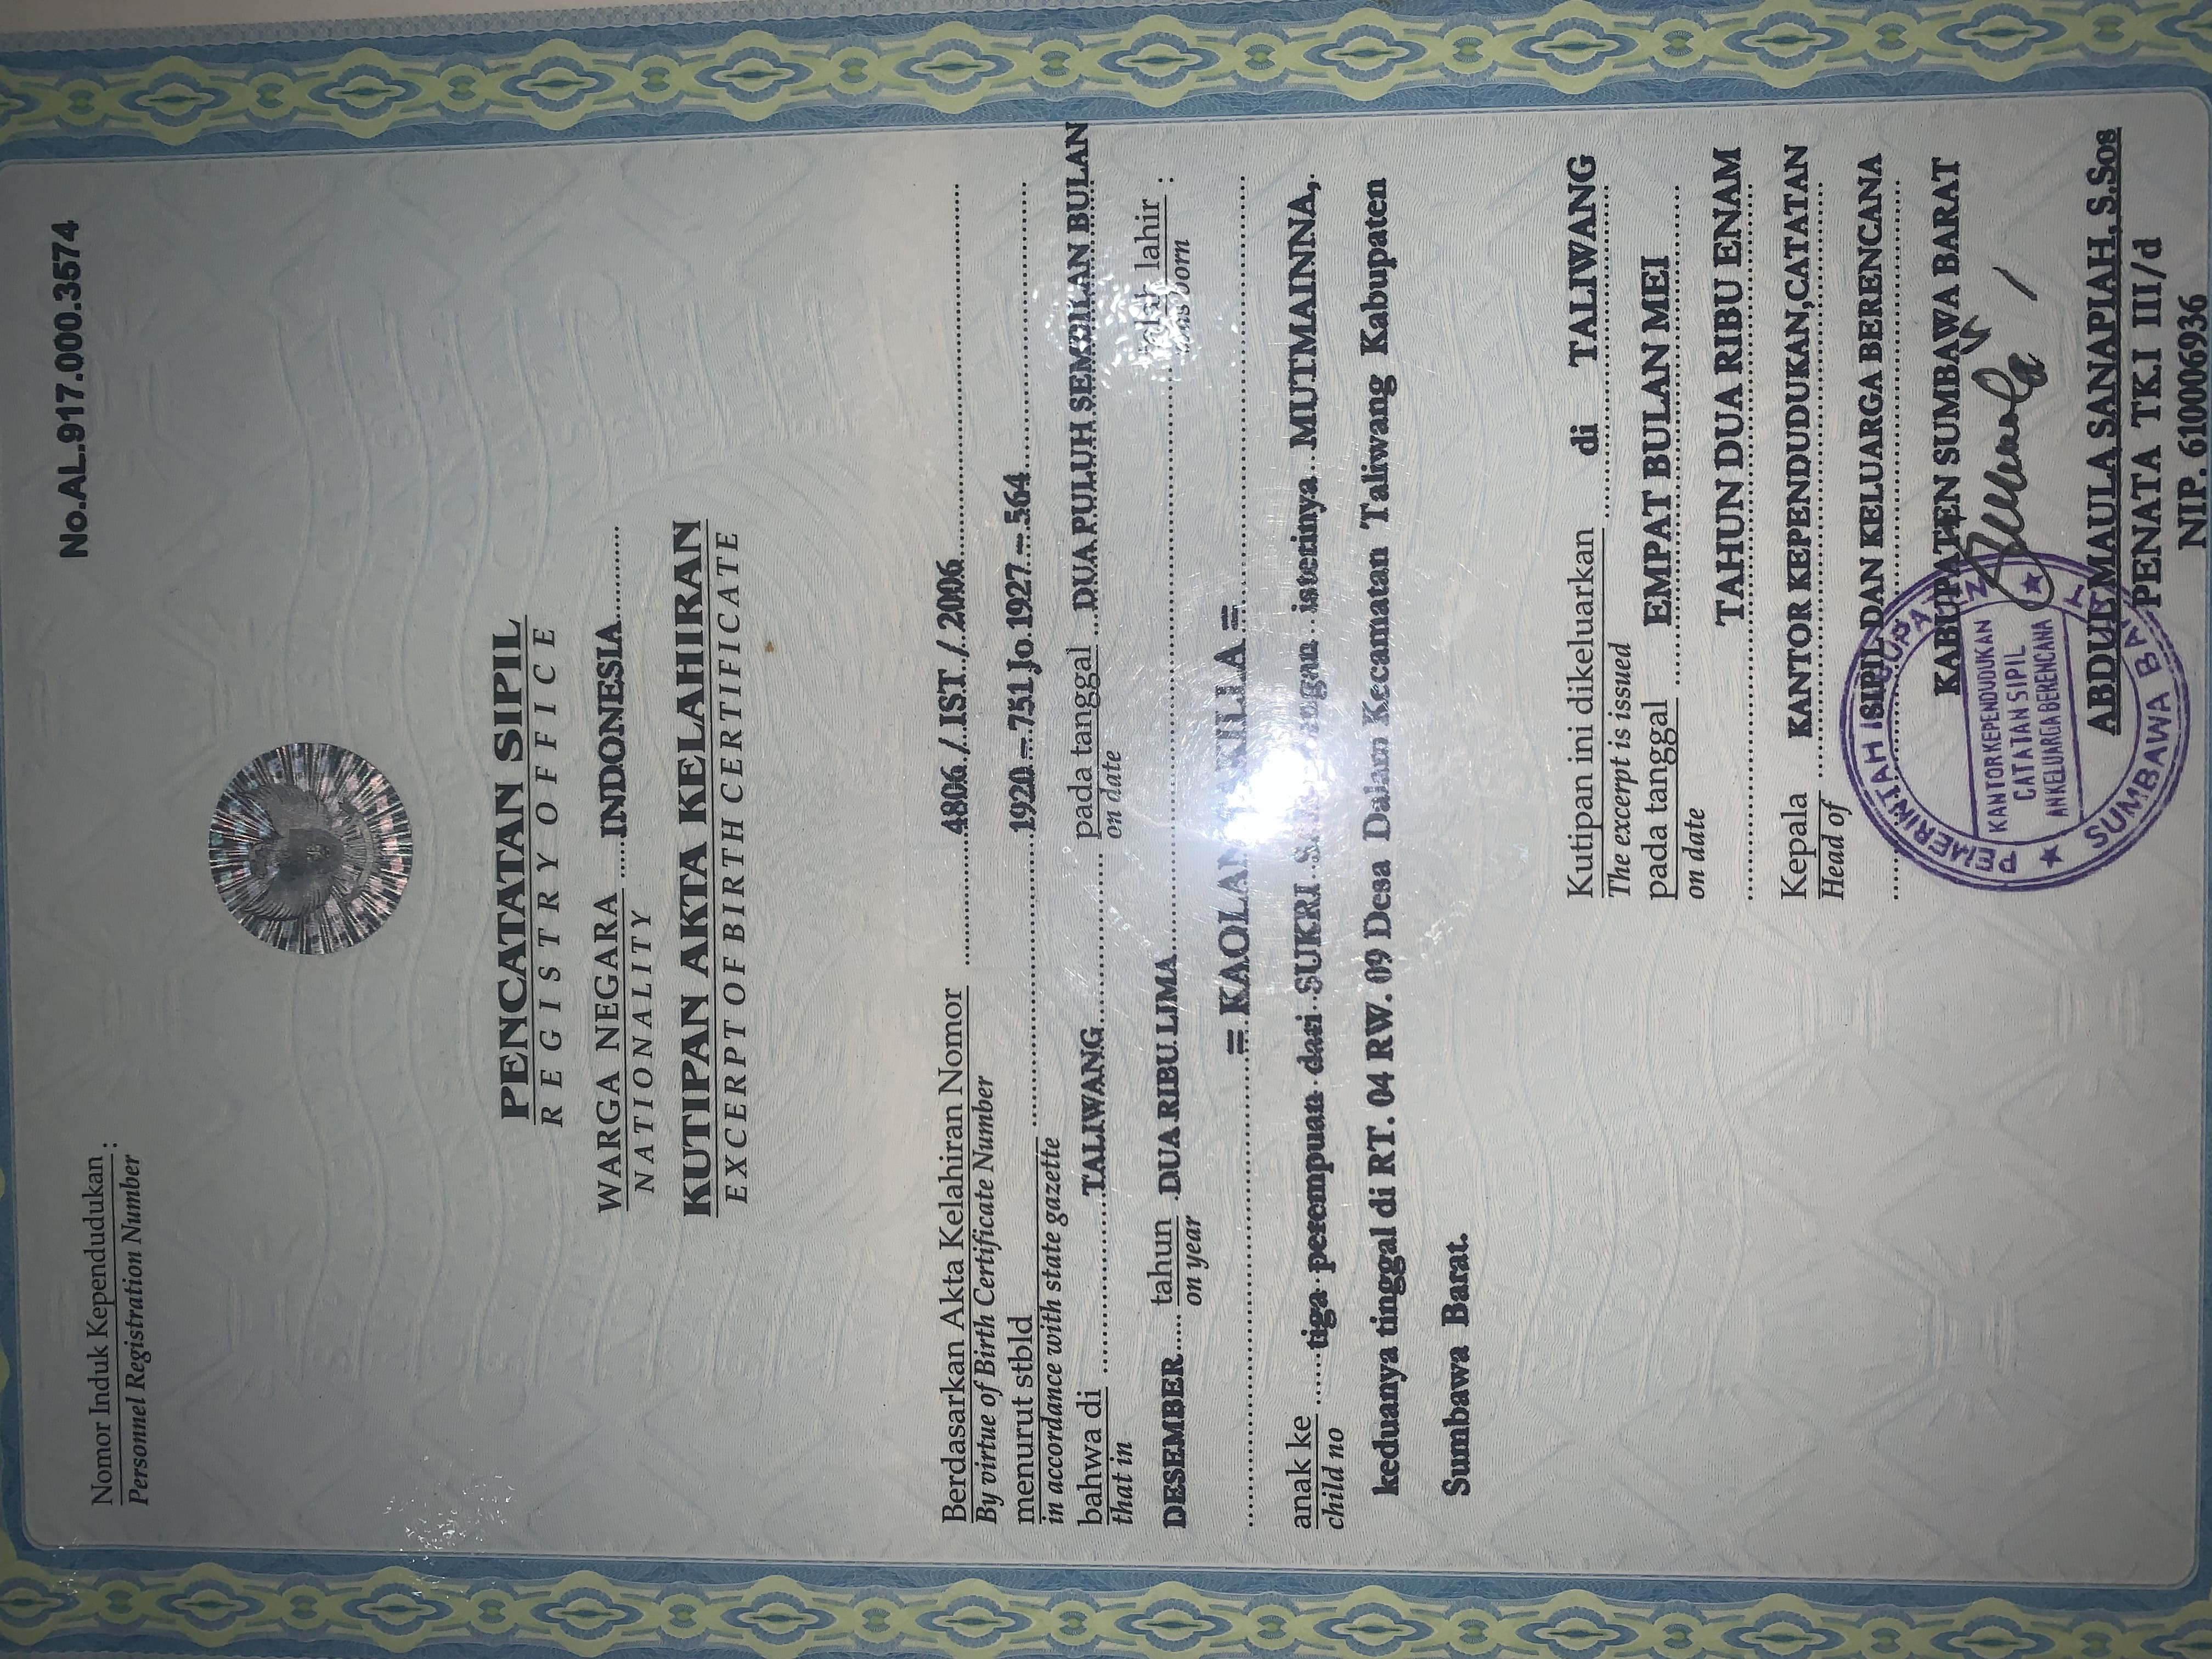 No.AL.917.000.3574
Nomor Induk Kependudukan :
Personnel Registration Number
PENCATATAN SIPIL
REGISTRY OFFICE
WARGA NEGARA INDONESIA
NATIONALITY
KUTIPAN AKTA KELAHIRAN
EXCERPT OF BIRTH CERTIFICATE
Berdasarkan Akta Kelahiran Nomor 4806 / IST. / 2006
By virtue of Birth Certificate Number
menurut stbld 1920 – 751 Jo 1927 – 564
in accordance with state gazette
bahwa di TALIWANG pada tanggal DUA PULUH SEMBILAN BULAN
that in on date
DESEMBER tahun DUA RIBU LIMA telah lahir :
on year was born
= =
anak ke tiga perempuan dari SUKRI isterinya MUTMAINNA,
child no
keduanya tinggal di RT. 04 RW. 09 Desa Dalam Kecamatan Taliwang Kabupaten
Sumbawa Barat.
Kutipan ini dikeluarkan di TALIWANG
The excerpt is issued
pada tanggal EMPAT BULAN MEI
on date
TAHUN DUA RIBU ENAM
Kepala KANTOR KEPENDUDUKAN,CATATAN
Head of
SIPIL DAN KELUARGA BERENCANA
KABUPATEN SUMBAWA BARAT
PEMERINTAH
KANTOR KEPENDUDUKAN
CATATAN SIPIL
ANKELUARGA BERENCANA
SUMBAWA BA
ABDUL MAULA SANAPIAH, S.Sos
PENATA TK.I III/d
NIP. 610006936